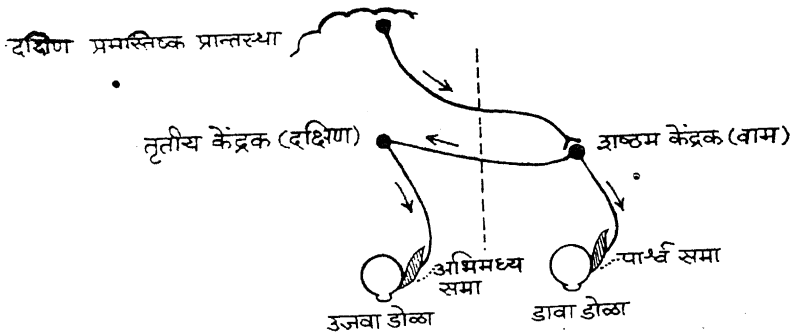 दक्षिण प्रमस्तिष्क प्रान्तस्था
तृतीय केंद्रक (दक्षिण)
षष्ठम केंद्रक (वाम)
अभिमध्य
समा
पार्श्व समा
उजवा डोळा
डावा डोळा